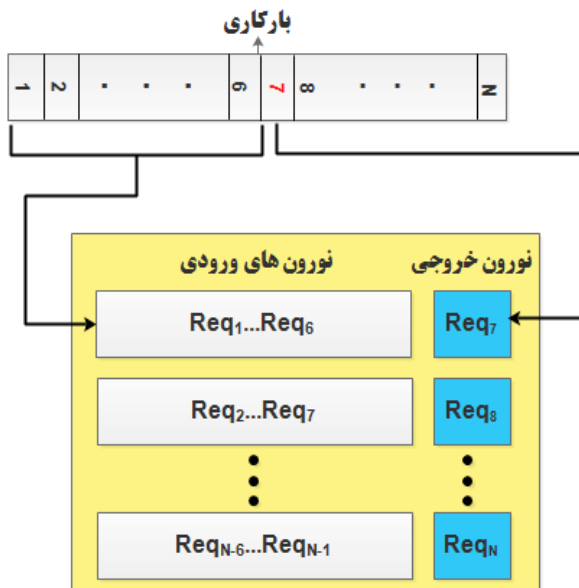 بارکاری
1 2 . . . 6 7 8 . . . N
نورون های ورودی نورون خروجی
Req1...Req6 Req7
Req2...Req7 Req8
ReqN-6...ReqN-1 ReqN